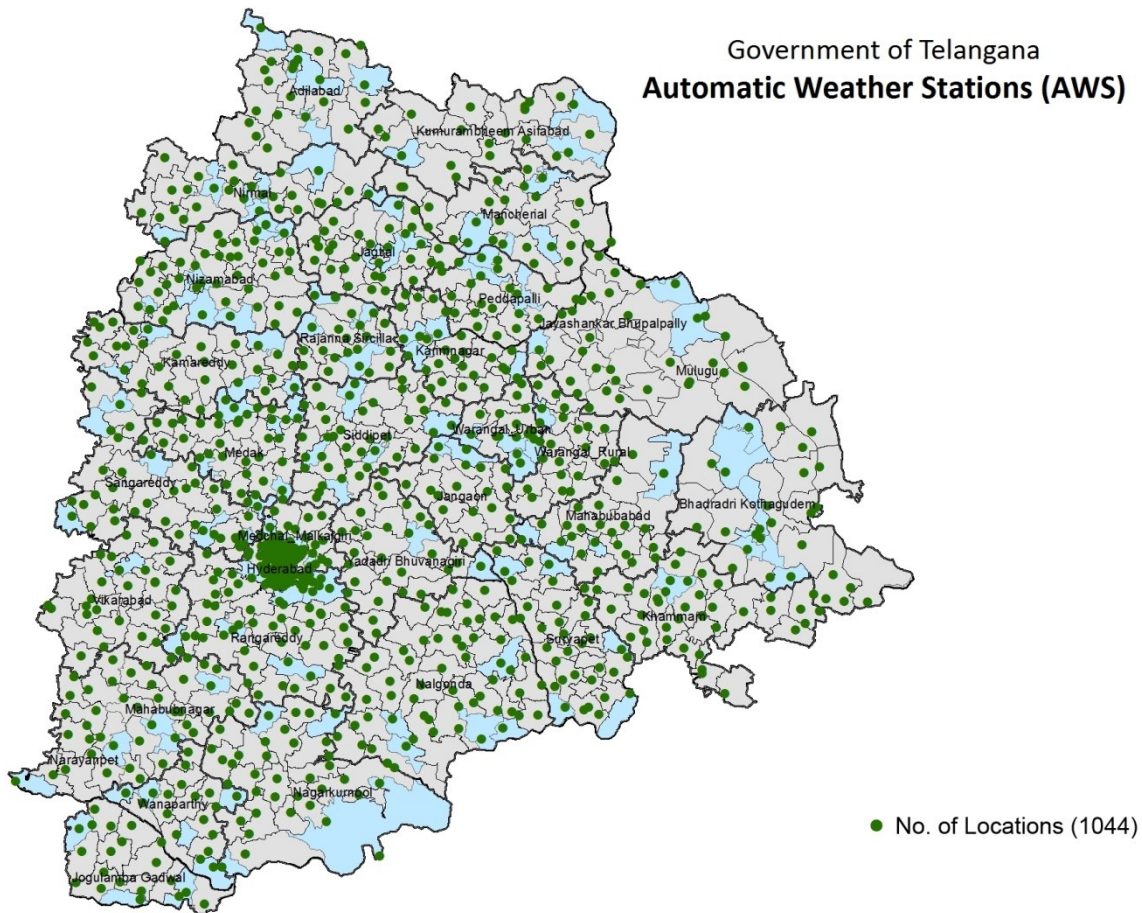 Government of Telangana
Automatic Weather Stations (AWS)
Adilabad
Kumurambheem Asifabad
Nirmal
Mancherial
Jagtial
Nizamabad
Peddapalli
Jayashankar Bhupalpally
Rajanna Sircilla
Karimnagar
Kamareddy
Mulugu
Siddipet
Warangal_Urban
Medak
Warangal_Rural
Sangareddy
Jangaon
Bhadradri Kothagudem
Mahabubabad
Medchal_Malkajgiri
Yadadri Bhuvanagiri
Hyderabad
Vikarabad
Khammam
Rangareddy
Suryapet
Nalgonda
Mahabubnagar
Narayanpet
Nagarkurnool
Wanaparthy
No. of Locations (1044)
Jogulamba Gadwal